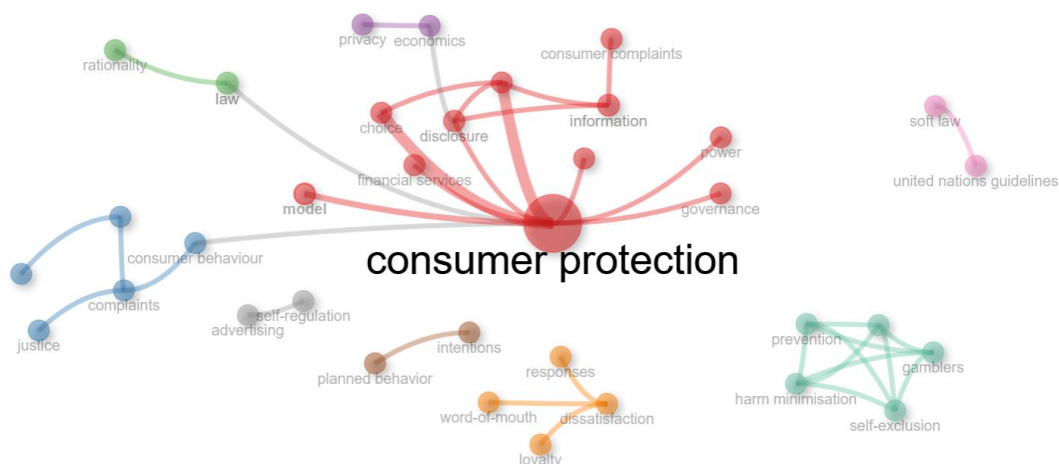 privacy
economics
consumer complaints
rationality
law
choice
disclosure
information
soft law
power
financial services
united nations guidelines
model
governance
consumer protection
consumer behaviour
complaints
self-regulation
advertising
justice
prevention
intentions
gamblers
planned behavior
responses
harm minimisation
word-of-mouth
dissatisfaction
self-exclusion
loyalty